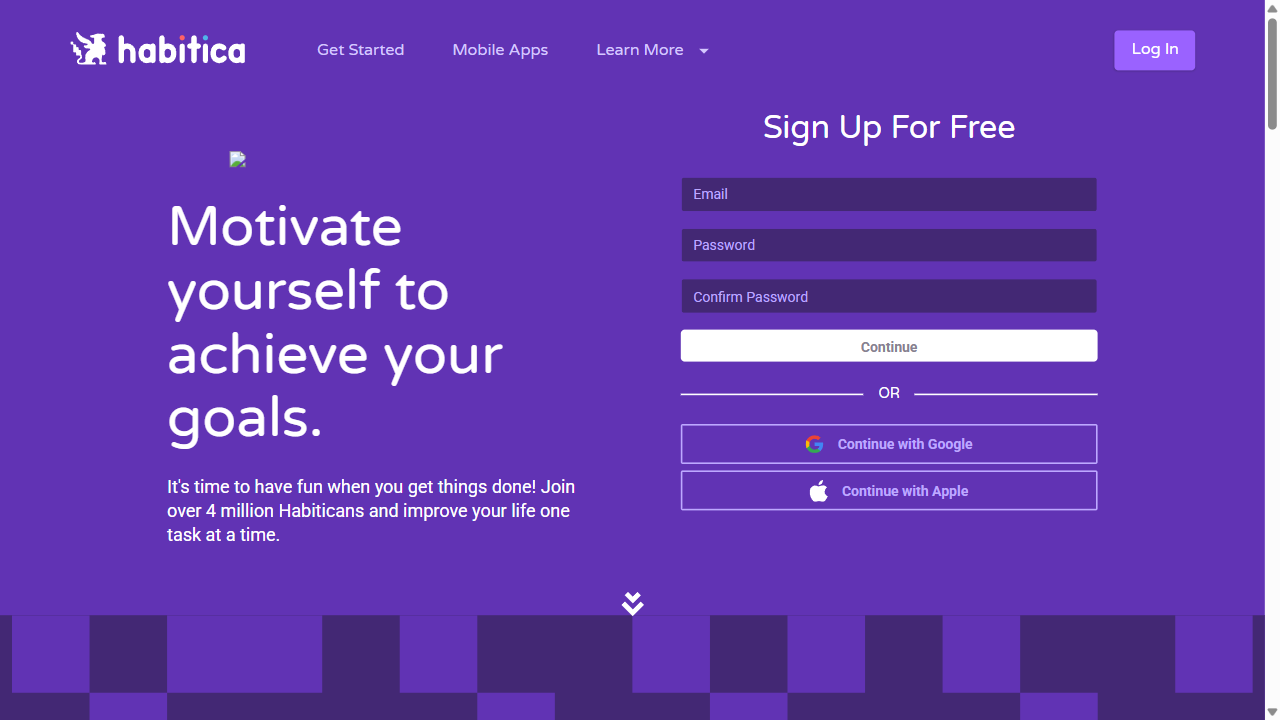 habitica
Get Started
Mobile Apps
Learn More
Log In
Motivate
yourself to
achieve your
goals.
It's time to have fun when you get things done! Join
over 4 million Habiticans and improve your life one
task at a time.
Sign Up For Free
Email
Password
Confirm Password
Continue
OR
Continue with Google
Continue with Apple